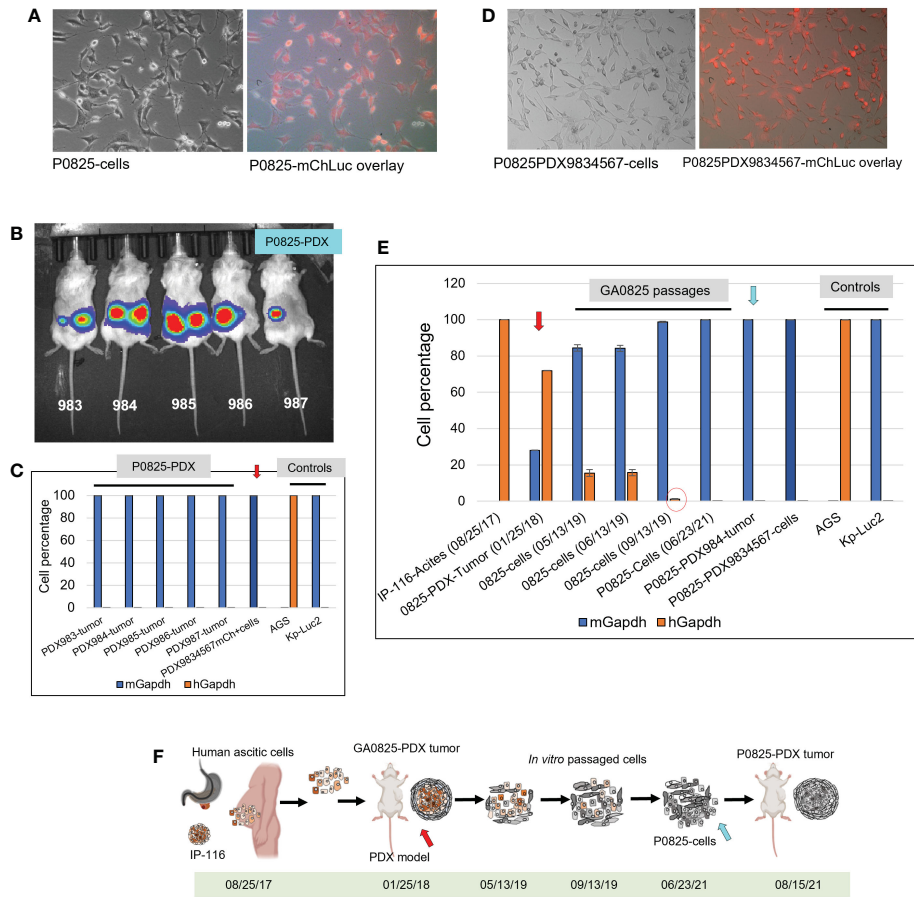 A
P0825-cells
P0825-mChLuc overlay
D
P0825PDX9834567-cells
P0825PDX9834567-mChLuc overlay
B
P0825-PDX
983
984
985
986
987
C
P0825-PDX
Controls
Cell percentage
100
80
60
40
20
0
PDX983-tumor
PDX984-tumor
PDX985-tumor
PDX986-tumor
PDX987-tumor
PDX9834567mCh+cells
AGS
Kp-Luc2
mGapdh
hGapdh
E
GA0825 passages
Controls
Cell percentage
120
100
80
60
40
20
0
IP-116-Acites (08/25/17)
0825-PDX-Tumor (01/25/18)
0825-cells (05/13/19)
0825-cells (06/13/19)
0825-cells (09/13/19)
P0825-Cells (06/23/21)
P0825-PDX984-tumor
P0825-PDX9834567-cells
AGS
Kp-Luc2
mGapdh
hGapdh
F
Human ascitic cells
GA0825-PDX tumor
In vitro passaged cells
P0825-PDX tumor
IP-116
PDX model
P0825-cells
08/25/17
01/25/18
05/13/19
09/13/19
06/23/21
08/15/21